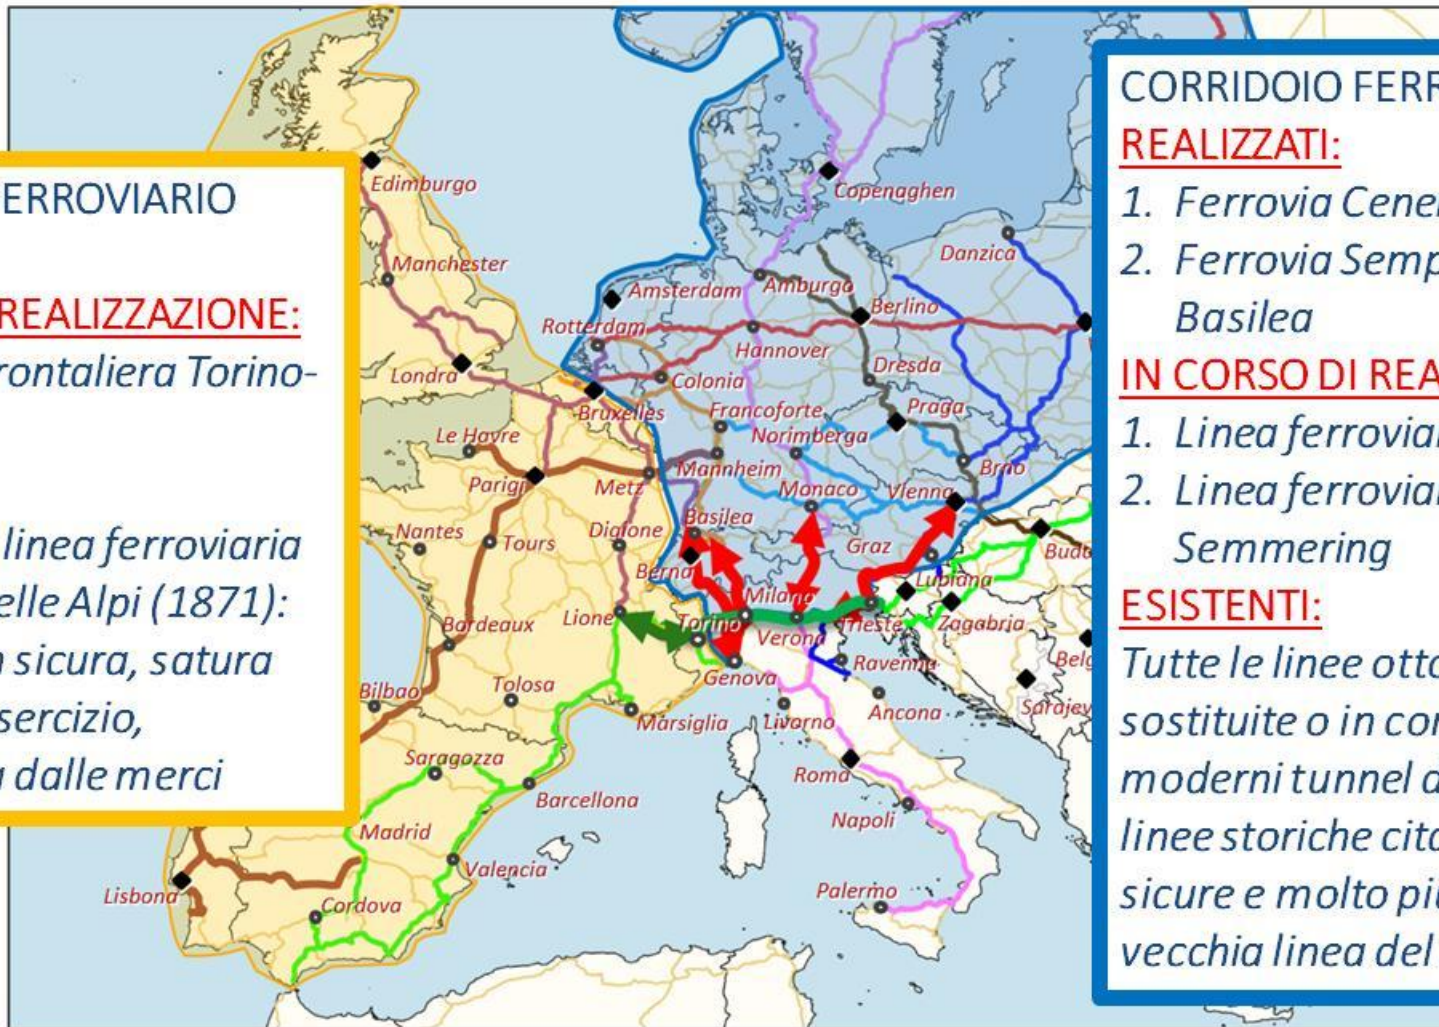 ERROVIARIO
REALIZZAZIONE:
rontaliera Torino-
linea ferroviaria
elle Alpi (1871):
n sicura, satura
sercizio,
dalle merci
Edimburgo
Manchester
Londra
Copenaghen
Danzica
Amsterdam
Amburgo
Berlino
Rotterdam
Hannover
Dresda
Colonia
Bruxelles
Francoforte
Praga
Le Havre
Norimberga
Mannheim
Brno
Parigi
Metz
Monaco
Vienna
Nantes
Tours
Digione
Basilea
Graz
Buda
Berna
Lubiana
Milano
Bordeaux
Lione
Torino
Verona
Trieste
Zagabria
Belg
Genova
Ravenna
Bilbao
Tolosa
Marsiglia
Livorno
Ancona
Sarajev
Saragozza
Roma
Barcellona
Napoli
Madrid
Valencia
Lisbona
Cordova
Palermo
CORRIDOIO FERR
REALIZZATI:
1. Ferrovia Cene
2. Ferrovia Semp
Basilea
IN CORSO DI REA
1. Linea ferrovia
2. Linea ferrovia
Semmering
ESISTENTI:
Tutte le linee otto
sostituite o in cor
moderni tunnel d
linee storiche cita
sicure e molto più
vecchia linea del